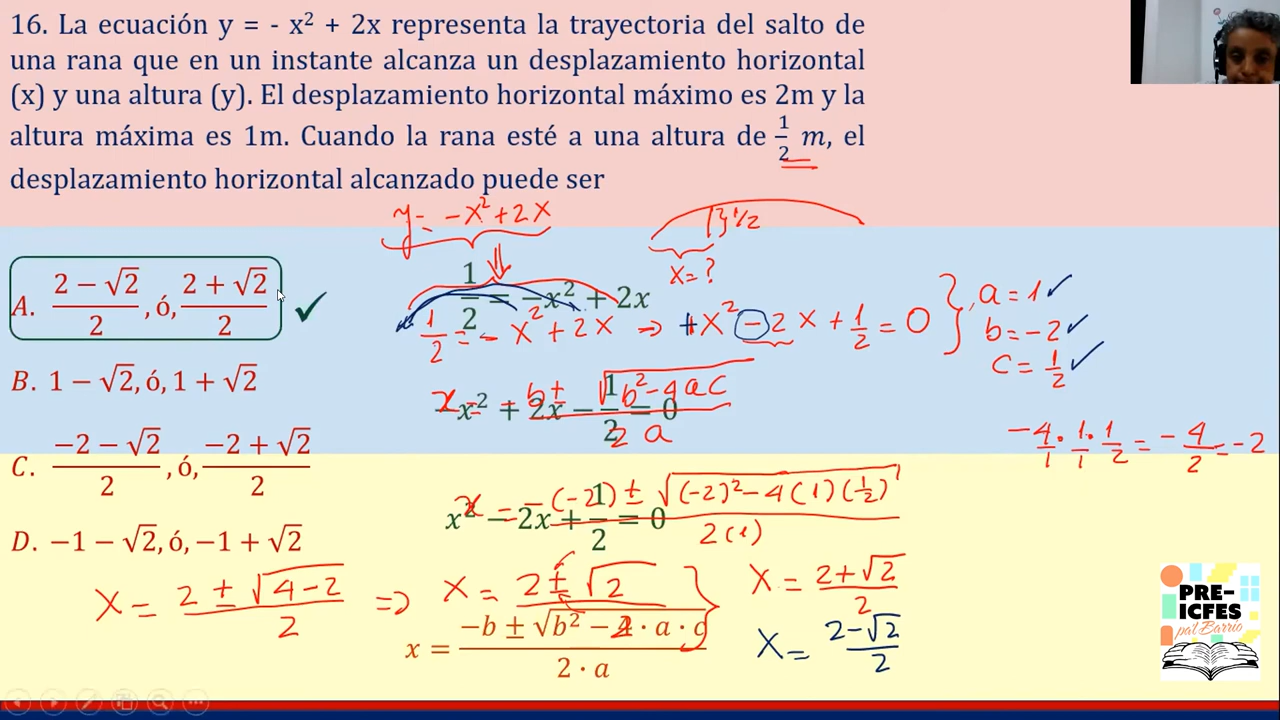 16. La ecuación y = - x² + 2x representa la trayectoria del salto de
una rana que en un instante alcanza un desplazamiento horizontal
(x) y una altura (y). El desplazamiento horizontal máximo es 2m y la
altura máxima es 1m. Cuando la rana esté a una altura de 1/2 m, el
desplazamiento horizontal alcanzado puede ser
y = -x² + 2x
} 1/2
x = ?
A. (2 − √2)/2 , ó, (2 + √2)/2 ✓
B. 1 − √2, ó, 1 + √2
C. (−2 − √2)/2 , ó, (−2 + √2)/2
D. −1 − √2, ó, −1 + √2
1/2 = −x² + 2x
1/2 = - x² + 2x ⇒ +x² - 2x + 1/2 = 0
a = 1 ✓
b = -2 ✓
c = 1/2 ✓
−x² + 2x − 1/2 = 0
x = - b ± √(b² - 4ac) / 2a
-4/1 · 1/1 · 1/2 = -4/2 = -2
x² − 2x + 1/2 = 0
x = -(-2) ± √((-2)² - 4(1)(1/2)) / 2(1)
x = (2 ± √(4-2))/2 ⇒ x = (2 ± √2)/2
x = (2 + √2)/2
x = (2 - √2)/2
x = (−b ± √(b² − 4 · a · c))/(2 · a)
PRE-
ICFES
pa'l Barrio